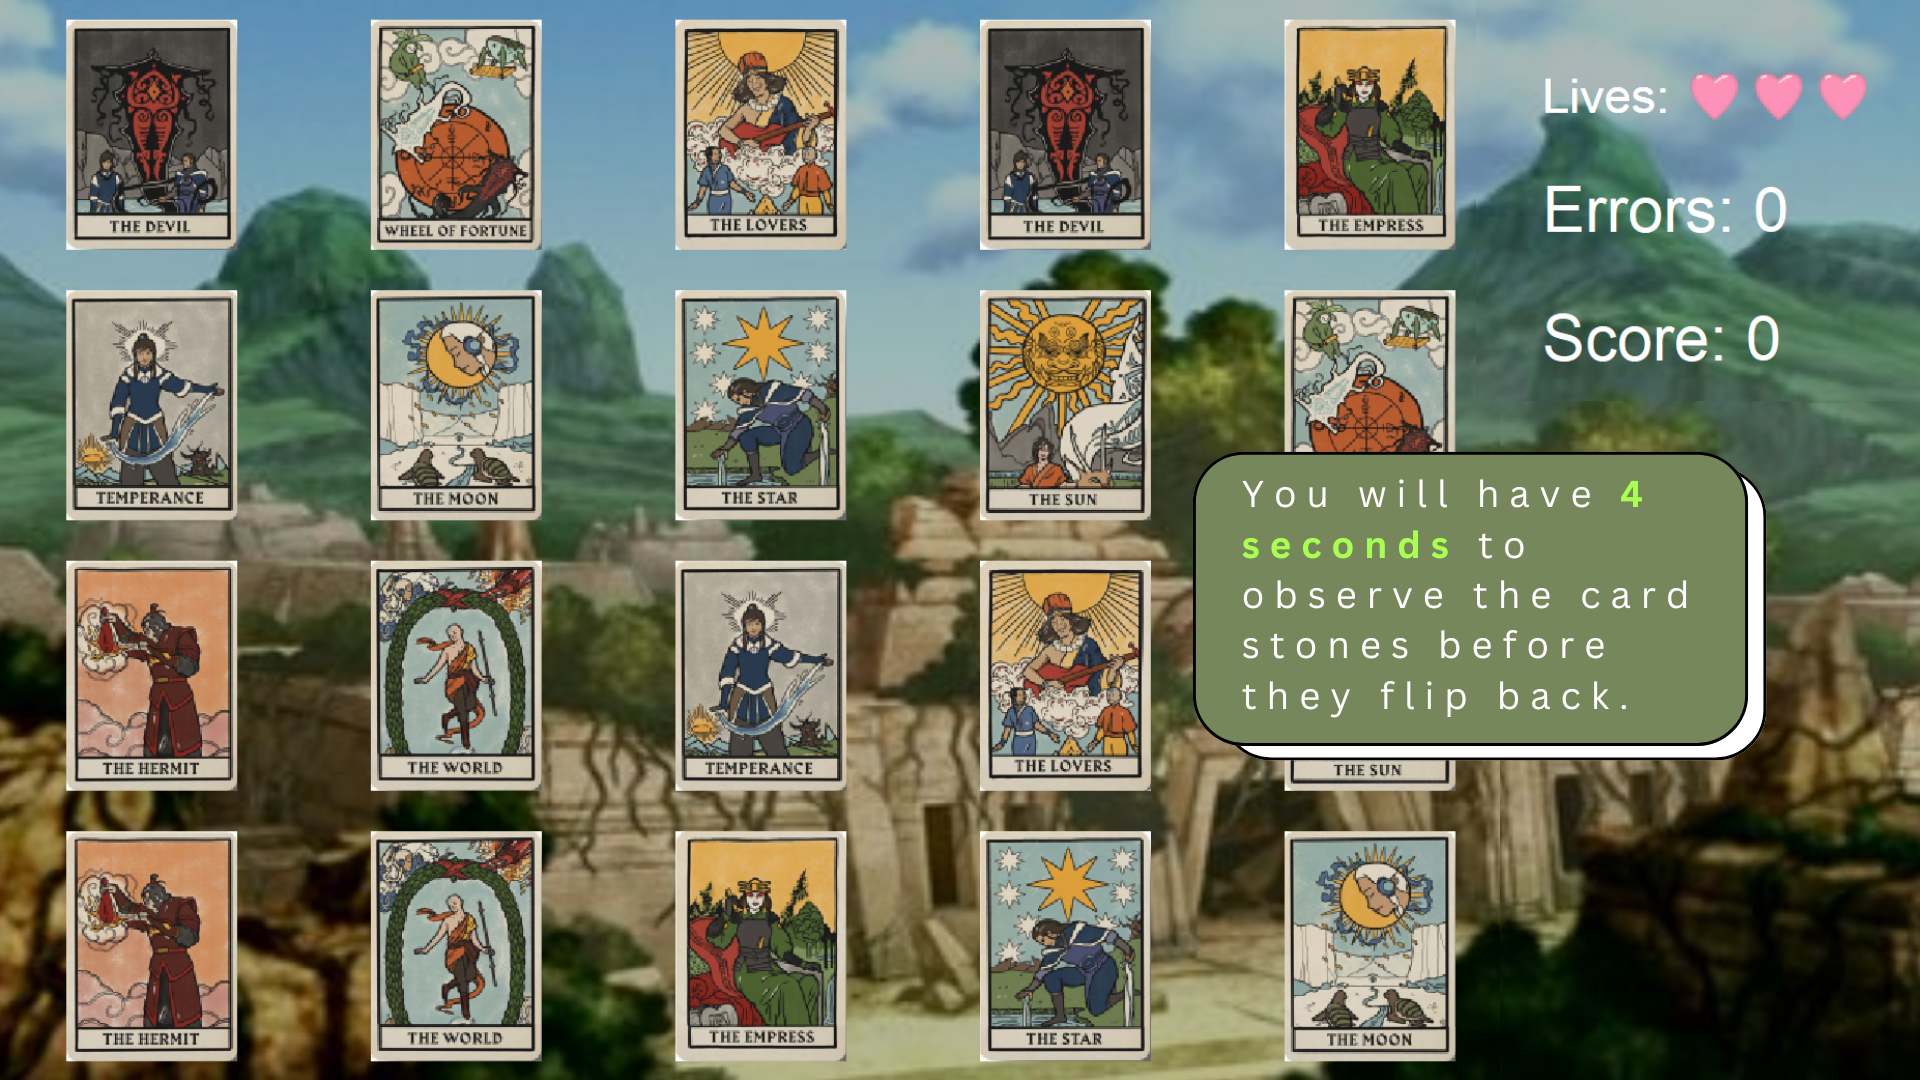 THE DEVIL
WHEEL OF FORTUNE
THE LOVERS
THE DEVIL
THE EMPRESS
Lives:
Errors: 0
Score: 0
TEMPERANCE
THE MOON
THE STAR
THE SUN
You will have 4
seconds to
observe the card
stones before
they flip back.
THE HERMIT
THE WORLD
TEMPERANCE
THE LOVERS
THE SUN
THE HERMIT
THE WORLD
THE EMPRESS
THE STAR
THE MOON